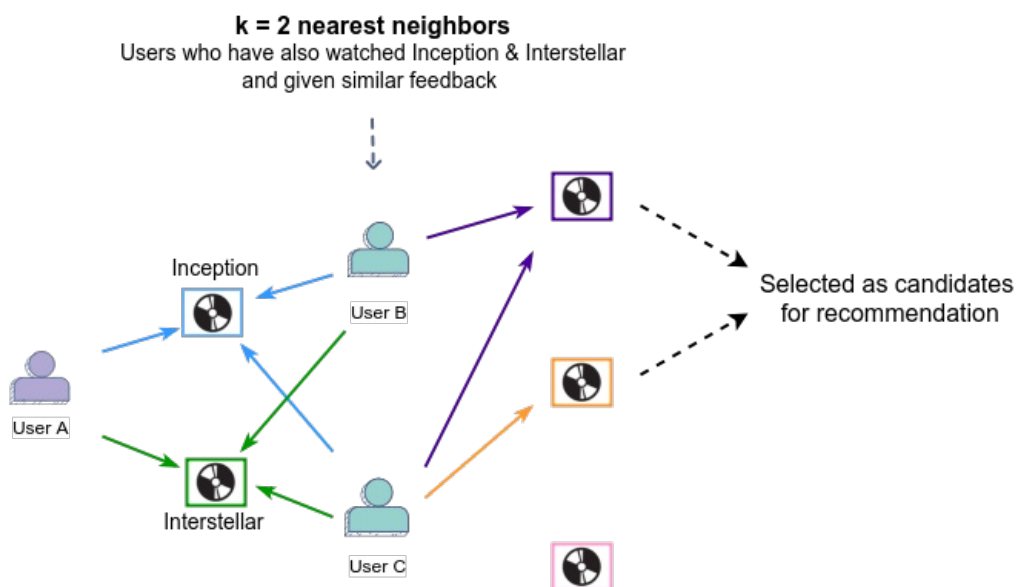 k = 2 nearest neighbors
Users who have also watched Inception & Interstellar
and given similar feedback
Inception
User B
Selected as candidates
for recommendation
User A
Interstellar
User C